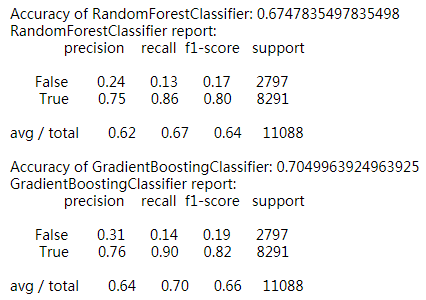 Accuracy of RandomForestClassifier: 0.6747835497835498
RandomForestClassifier report:
precision recall f1-score support
False 0.24 0.13 0.17 2797
True 0.75 0.86 0.80 8291
avg / total 0.62 0.67 0.64 11088
Accuracy of GradientBoostingClassifier: 0.7049963924963925
GradientBoostingClassifier report:
precision recall f1-score support
False 0.31 0.14 0.19 2797
True 0.76 0.90 0.82 8291
avg / total 0.64 0.70 0.66 11088